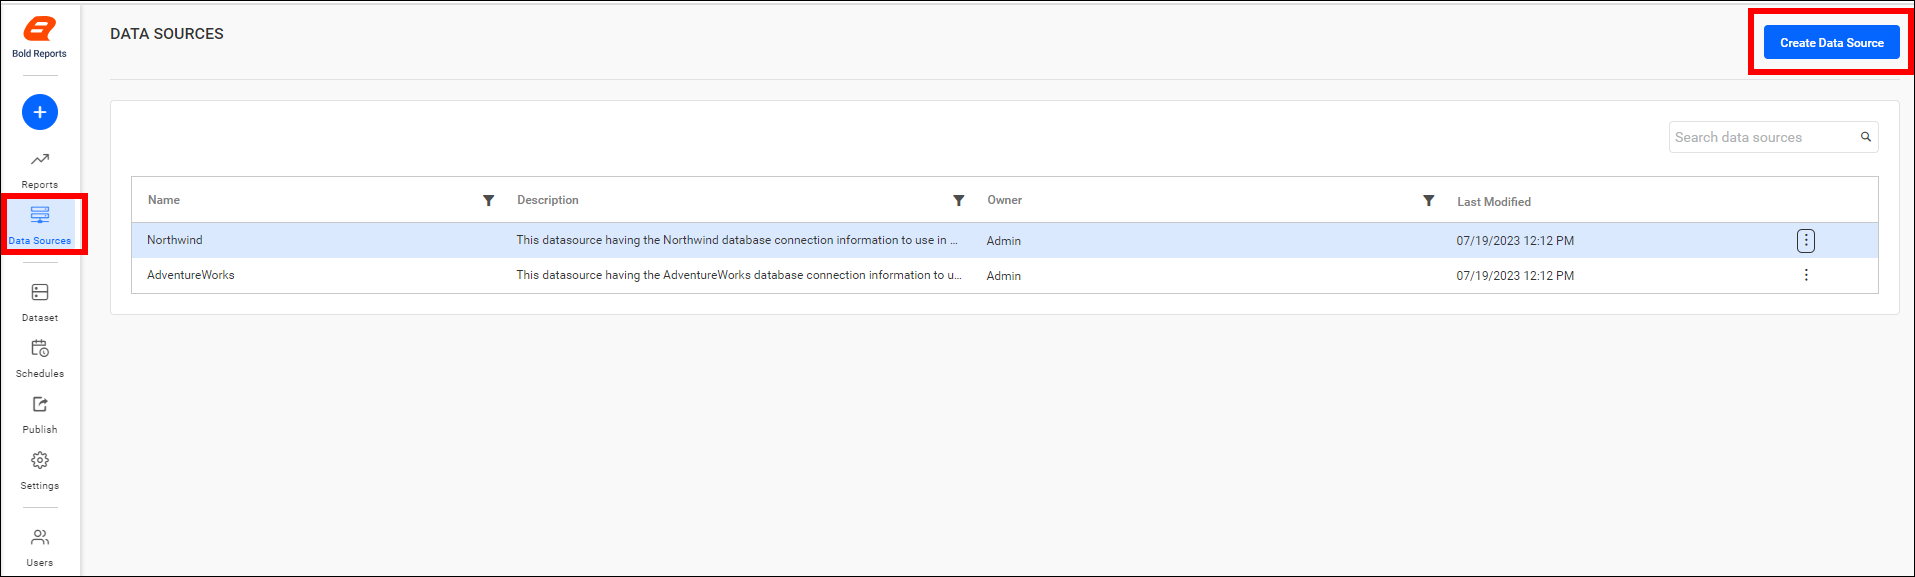 Bold Reports
Reports
Data Sources
Dataset
Schedules
Publish
Settings
Users
DATA SOURCES
Create Data Source
Search data sources
Name Description Owner Last Modified
Northwind This datasource having the Northwind database connection information to use in ... Admin 07/19/2023 12:12 PM
AdventureWorks This datasource having the AdventureWorks database connection information to u... Admin 07/19/2023 12:12 PM